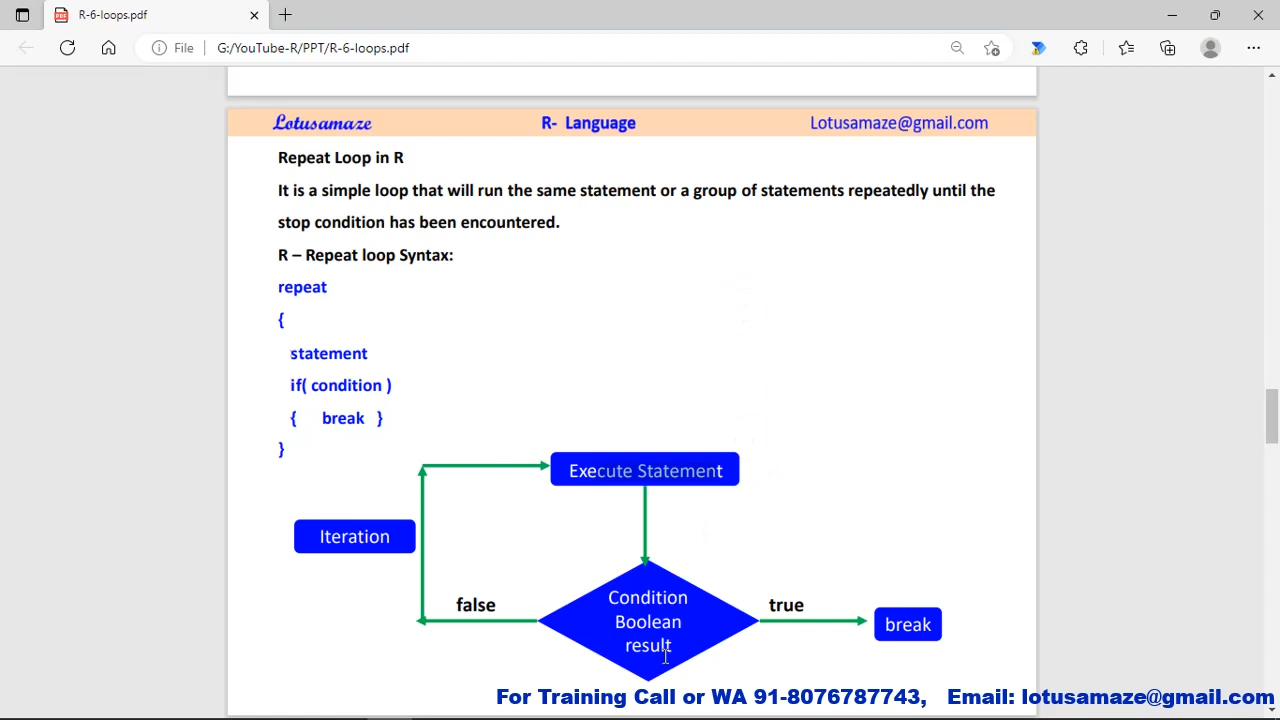 R-6-loops.pdf
File G:/YouTube-R/PPT/R-6-loops.pdf
Lotusamaze R- Language Lotusamaze@gmail.com
Repeat Loop in R
It is a simple loop that will run the same statement or a group of statements repeatedly until the
stop condition has been encountered.
R – Repeat loop Syntax:
repeat
{
statement
if( condition )
{ break }
}
Execute Statement
Iteration
false
Condition
Boolean
result
true
break
For Training Call or WA 91-8076787743, Email: lotusamaze@gmail.com